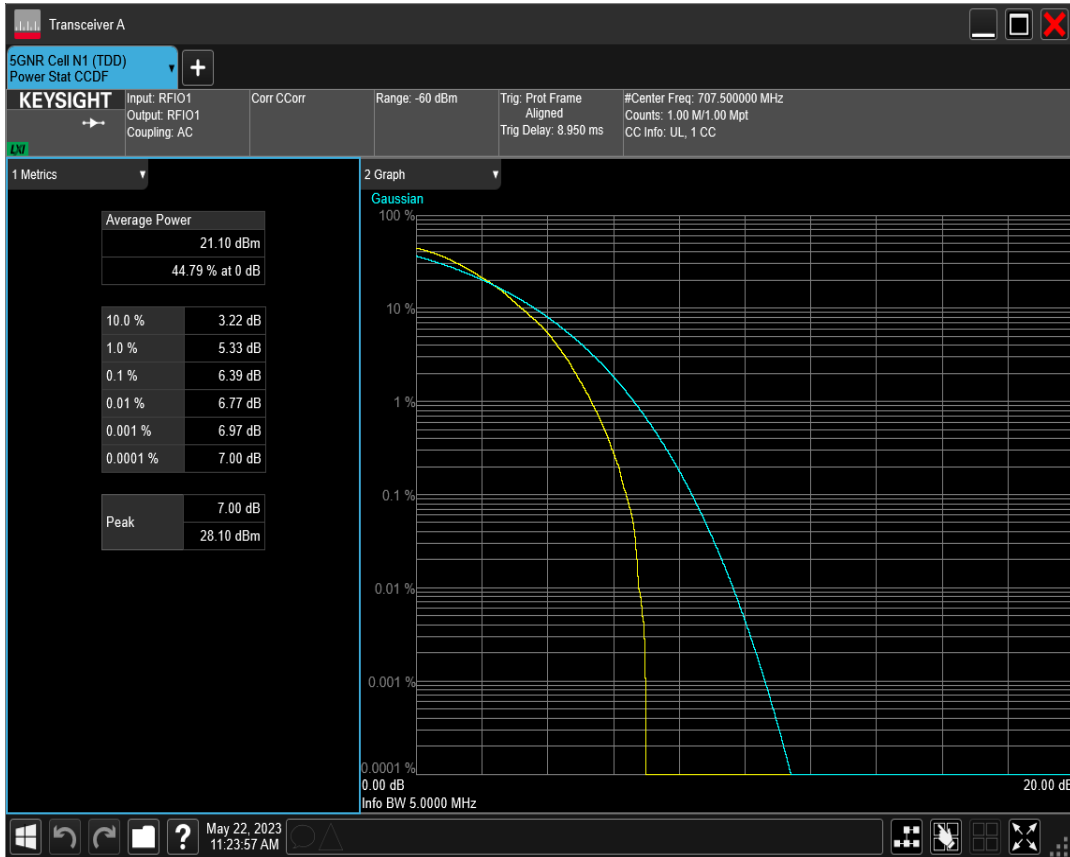 Transceiver A
5GNR Cell N1 (TDD)
Power Stat CCDF
+
KEYSIGHT
LXI
Input: RFIO1
Output: RFIO1
Coupling: AC
Corr CCorr
Range: -60 dBm
Trig: Prot Frame
Aligned
Trig Delay: 8.950 ms
#Center Freq: 707.500000 MHz
Counts: 1.00 M/1.00 Mpt
CC Info: UL, 1 CC
1 Metrics
Average Power
21.10 dBm
44.79 % at 0 dB
10.0 % 3.22 dB
1.0 % 5.33 dB
0.1 % 6.39 dB
0.01 % 6.77 dB
0.001 % 6.97 dB
0.0001 % 7.00 dB
Peak
7.00 dB
28.10 dBm
2 Graph
Gaussian
100 %
10 %
1 %
0.1 %
0.01 %
0.001 %
0.0001 %
0.00 dB 20.00 dB
Info BW 5.0000 MHz
?
May 22, 2023
11:23:57 AM